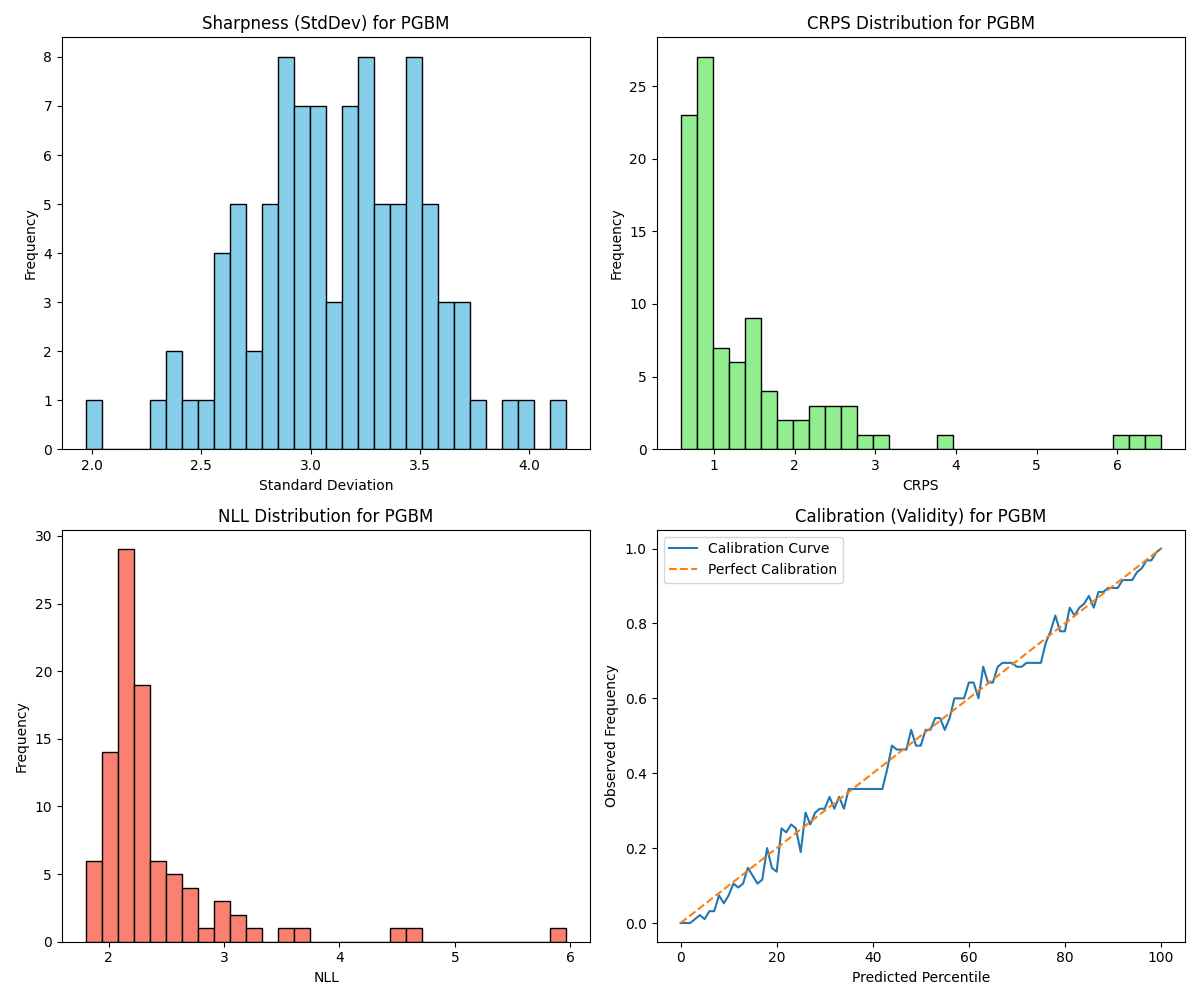 Sharpness (StdDev) for PGBM
Frequency
8
7
6
5
4
3
2
1
0
2.0 2.5 3.0 3.5 4.0
Standard Deviation
CRPS Distribution for PGBM
Frequency
25
20
15
10
5
0
1 2 3 4 5 6
CRPS
NLL Distribution for PGBM
Frequency
30
25
20
15
10
5
0
2 3 4 5 6
NLL
Calibration (Validity) for PGBM
Calibration Curve
Perfect Calibration
Observed Frequency
1.0
0.8
0.6
0.4
0.2
0.0
0 20 40 60 80 100
Predicted Percentile